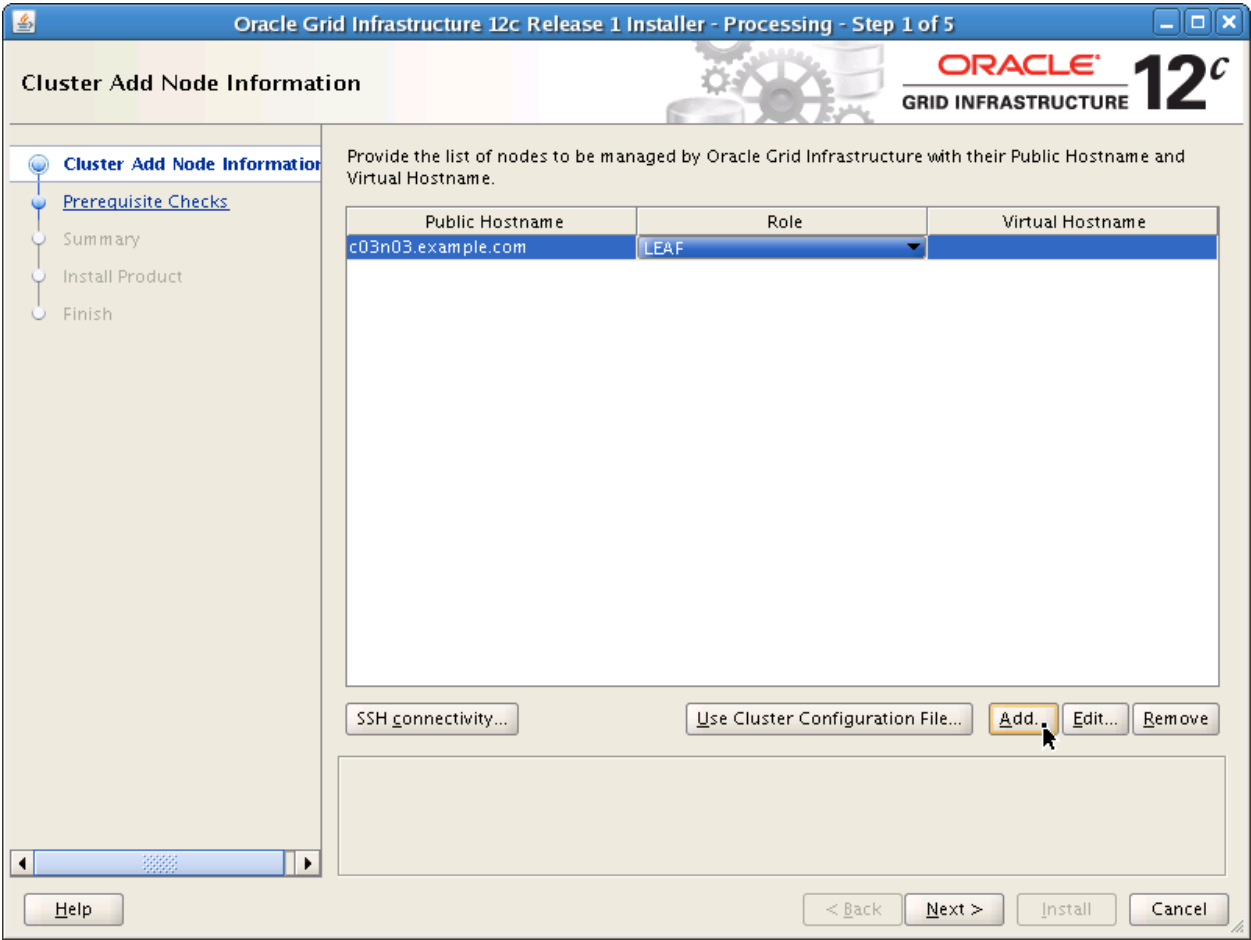 Oracle Grid Infrastructure 12c Release 1 Installer - Processing - Step 1 of 5
Cluster Add Node Information
ORACLE
GRID INFRASTRUCTURE
12c
Cluster Add Node Information
Prerequisite Checks
Summary
Install Product
Finish
Provide the list of nodes to be managed by Oracle Grid Infrastructure with their Public Hostname and
Virtual Hostname.
Public Hostname Role Virtual Hostname
c03n03.example.com LEAF
SSH connectivity... Use Cluster Configuration File... Add... Edit... Remove
Help < Back Next > Install Cancel